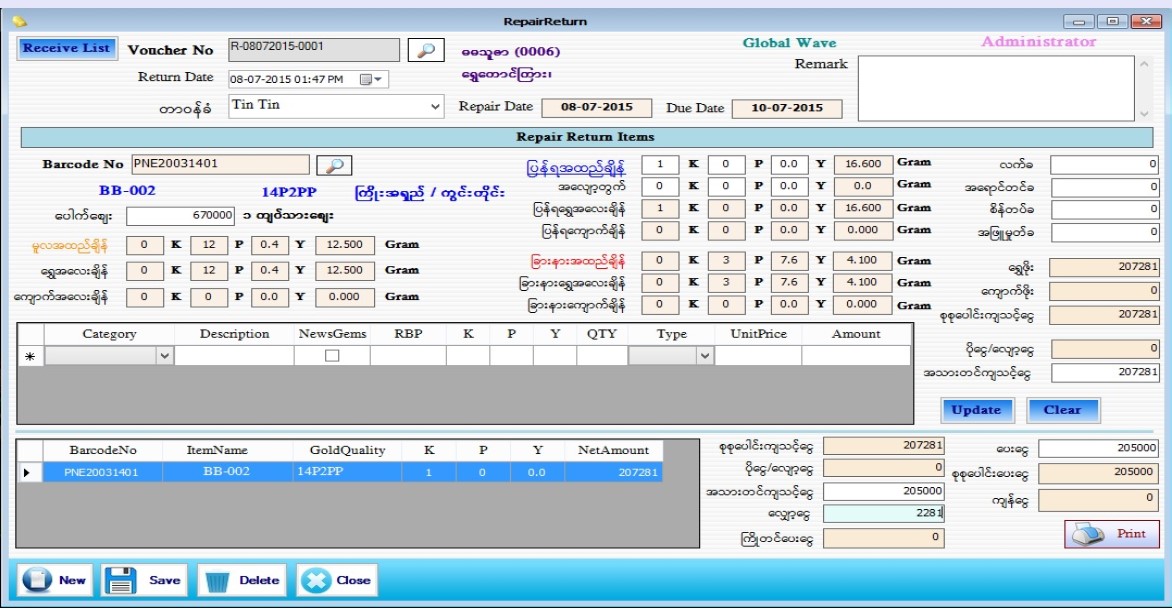 RepairReturn
Receive List Voucher No R-08072015-0001 မေသူဇာ (0006) Global Wave Administrator
Return Date 08-07-2015 01:47 PM ရွှေတောင်ကြား၊ Remark
တာဝန်ခံ Tin Tin Repair Date 08-07-2015 Due Date 10-07-2015
Repair Return Items
Barcode No PNE20031401
BB-002 14P2PP ကြိုးအရှည် / ကွင်းတိုင်း
ပေါက်ဈေး 670000 ၁ ကျပ်သားဈေး
မူလအထည်ချိန် 0 K 12 P 0.4 Y 12.500 Gram
ရွှေအလေးချိန် 0 K 12 P 0.4 Y 12.500 Gram
ကျောက်အလေးချိန် 0 K 0 P 0.0 Y 0.000 Gram
ပြန်ရအထည်ချိန် 1 K 0 P 0.0 Y 16.600 Gram
အလျော့တွက် 0 K 0 P 0.0 Y 0.0 Gram
ပြန်ရရွှေအလေးချိန် 1 K 0 P 0.0 Y 16.600 Gram
ပြန်ရကျောက်ချိန် 0 K 0 P 0.0 Y 0.000 Gram
ခြားနားအထည်ချိန် 0 K 3 P 7.6 Y 4.100 Gram
ခြားနားရွှေအလေးချိန် 0 K 3 P 7.6 Y 4.100 Gram
ခြားနားကျောက်ချိန် 0 K 0 P 0.0 Y 0.000 Gram
လက်ခ 0
အရောင်တင်ခ 0
စိန်တပ်ခ 0
အဖြူမှုတ်ခ 0
ရွှေဖိုး 207281
ကျောက်ဖိုး 0
စုစုပေါင်းကျသင့်ငွေ 207281
ပိုငွေ/လျော့ငွေ 0
အသားတင်ကျသင့်ငွေ 207281
Category Description NewsGems RBP K P Y QTY Type UnitPrice Amount
Update Clear
BarcodeNo ItemName GoldQuality K P Y NetAmount
PNE20031401 BB-002 14P2PP 1 0 0.0 207281
စုစုပေါင်းကျသင့်ငွေ 207281
ပိုငွေ/လျော့ငွေ 0
အသားတင်ကျသင့်ငွေ 205000
လျှော့ငွေ 2281
ကြိုတင်ပေးငွေ 0
ပေးငွေ 205000
စုစုပေါင်းပေးငွေ 205000
ကျန်ငွေ 0
Print
New Save Delete Close